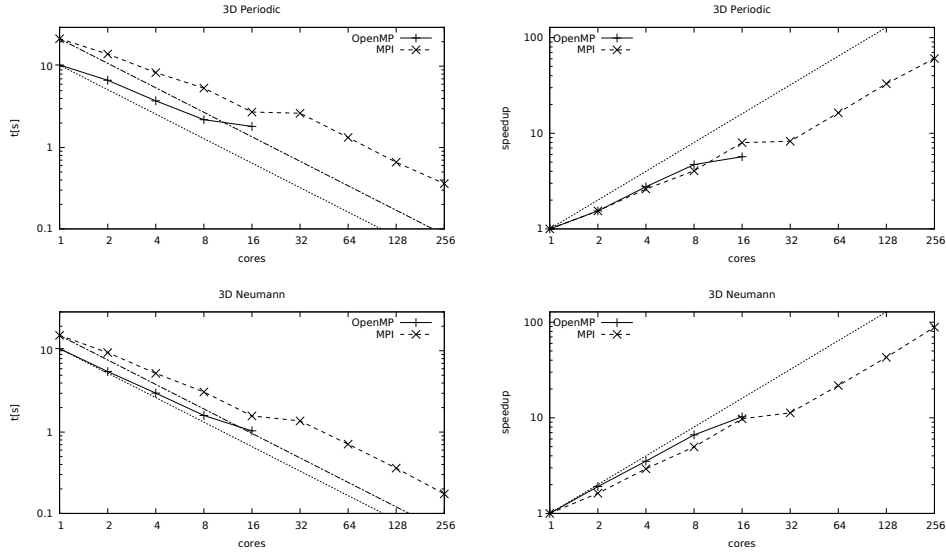 3D Periodic
OpenMP
MPI
10
1
0.1
t[s]
1 2 4 8 16 32 64 128 256
cores
3D Periodic
OpenMP
MPI
100
10
1
speedup
1 2 4 8 16 32 64 128 256
cores
3D Neumann
OpenMP
MPI
10
1
0.1
t[s]
1 2 4 8 16 32 64 128 256
cores
3D Neumann
OpenMP
MPI
100
10
1
speedup
1 2 4 8 16 32 64 128 256
cores